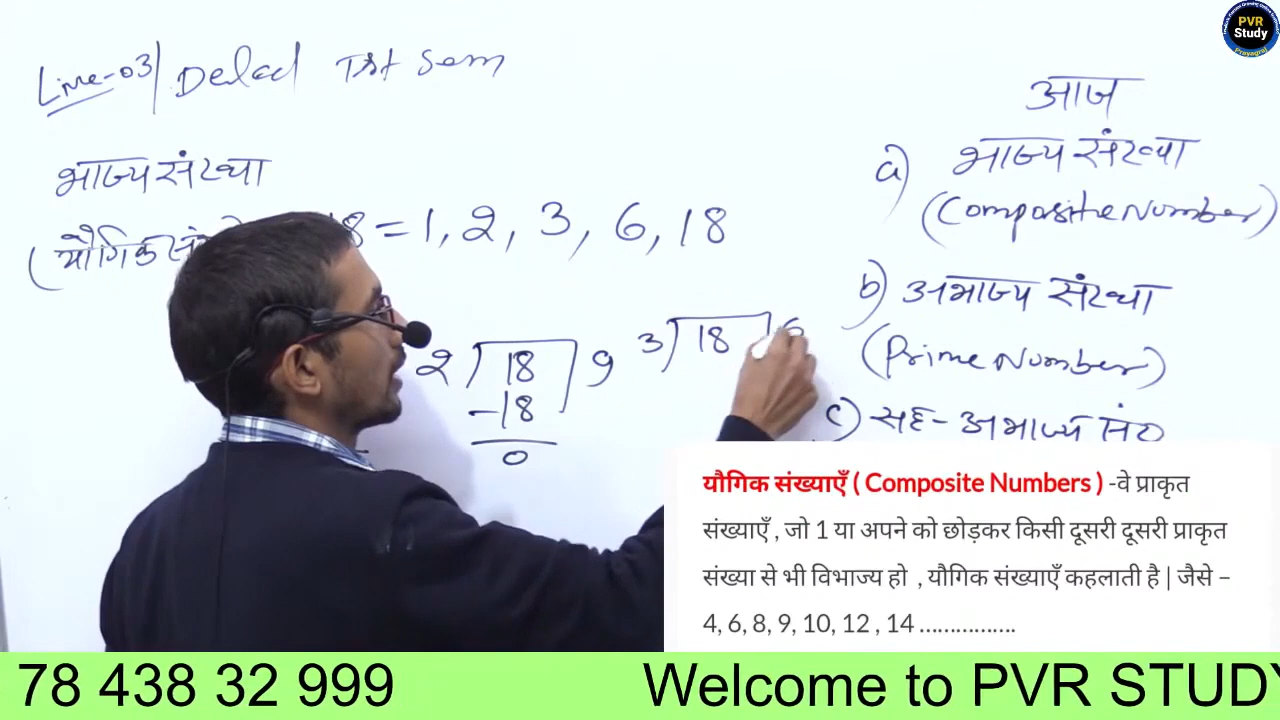 Live-03 | Deled Ist Sem
आज
भाज्य संख्या
a) भाज्य संख्या
(Composite Number)
(यौगिक 18 = 1, 2, 3, 6, 18
b) अभाज्य संख्या
(Prime Number)
2 18 9
-18
0
3 18 6
c) सह-अभाज्य सं०
यौगिक संख्याएँ ( Composite Numbers ) -वे प्राकृत
संख्याएँ , जो 1 या अपने को छोड़कर किसी दूसरी दूसरी प्राकृत
संख्या से भी विभाज्य हो , यौगिक संख्याएँ कहलाती है | जैसे –
4, 6, 8, 9, 10, 12 , 14 ................
78 438 32 999 Welcome to PVR STUDY
PVR
Study
Prayagraj